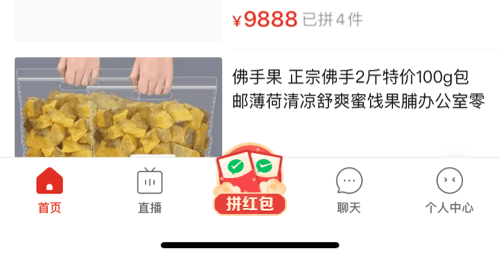 ¥9888 已拼4件
佛手果 正宗佛手2斤特价100g包
邮薄荷清凉舒爽蜜饯果脯办公室零
首页
直播
拼红包
聊天
个人中心